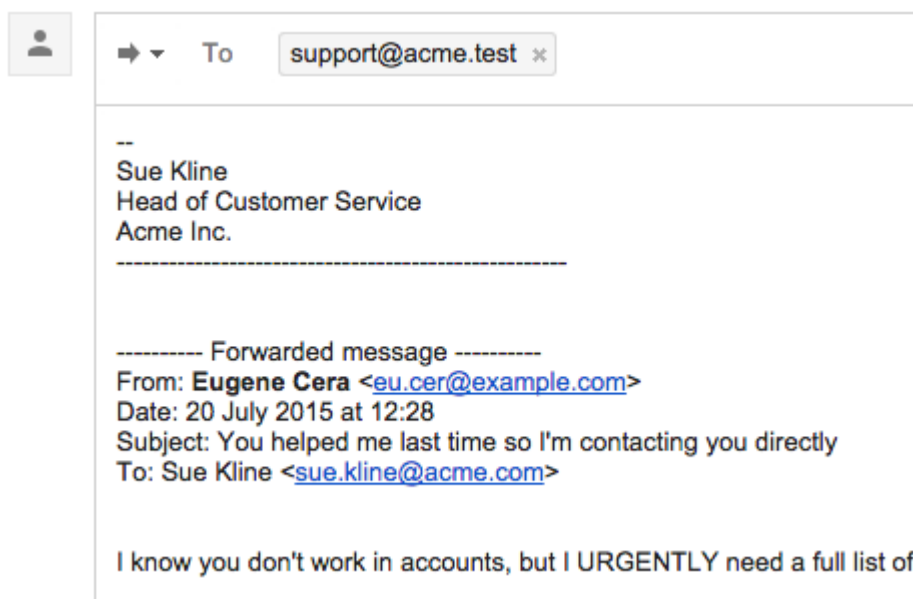 To support@acme.test ×
--
Sue Kline
Head of Customer Service
Acme Inc.
----------------------------------------------------
---------- Forwarded message ----------
From: Eugene Cera <eu.cer@example.com>
Date: 20 July 2015 at 12:28
Subject: You helped me last time so I'm contacting you directly
To: Sue Kline <sue.kline@acme.com>
I know you don't work in accounts, but I URGENTLY need a full list of